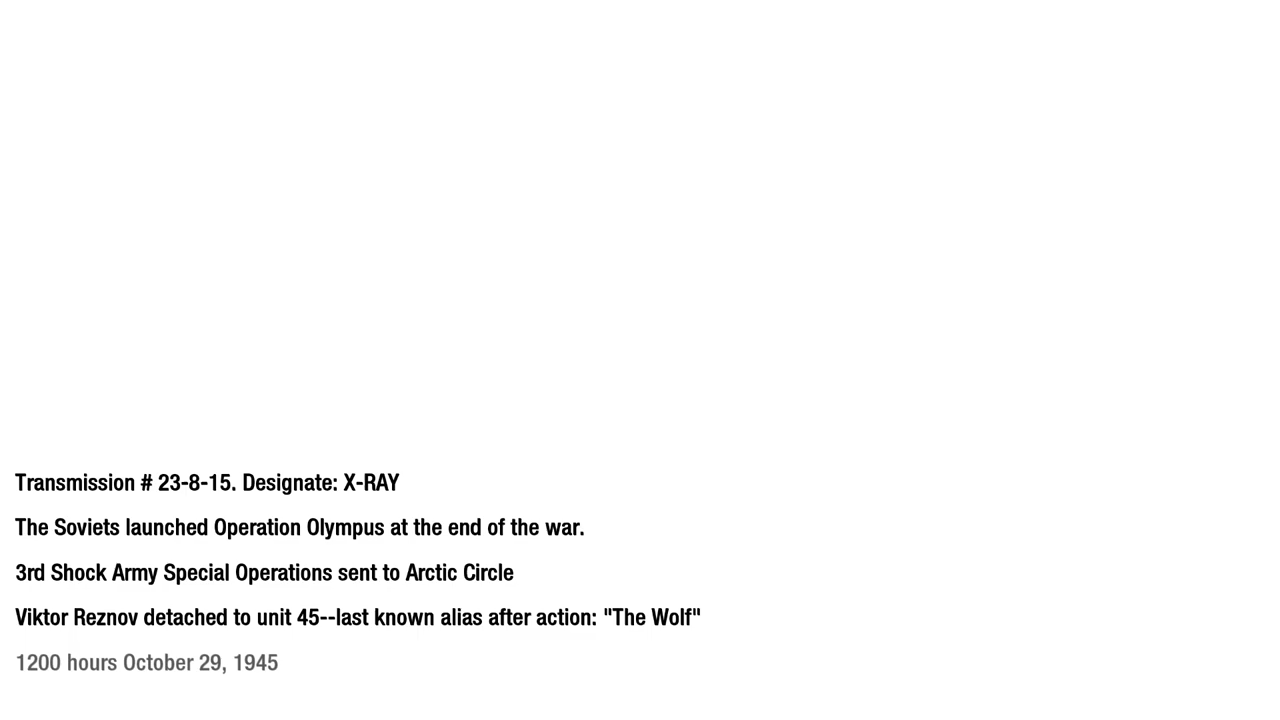 Transmission # 23-8-15. Designate: X-RAY
The Soviets launched Operation Olympus at the end of the war.
3rd Shock Army Special Operations sent to Arctic Circle
Viktor Reznov detached to unit 45--last known alias after action: "The Wolf"
1200 hours October 29, 1945